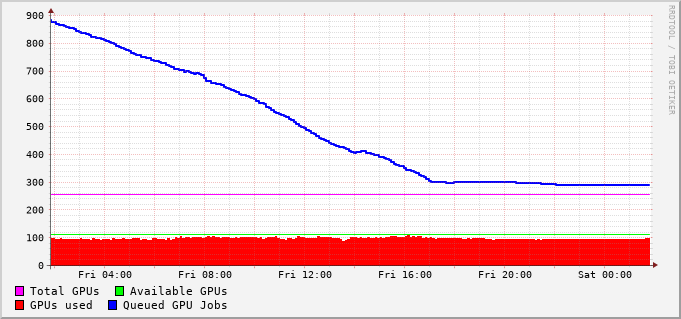 RRDTOOL / TOBI OETIKER
900
800
700
600
500
400
300
200
100
0
Fri 04:00 Fri 08:00 Fri 12:00 Fri 16:00 Fri 20:00 Sat 00:00
Total GPUs Available GPUs
GPUs used Queued GPU Jobs